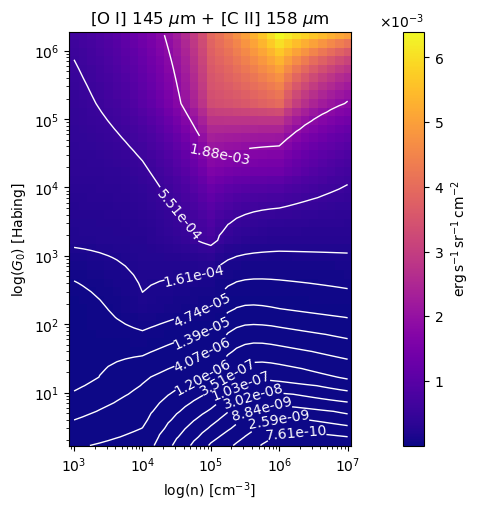 [O I] 145 μm + [C II] 158 μm
×10⁻³
10⁶
10⁵
10⁴
10³
10²
10¹
log(G₀) [Habing]
1.88e-03
5.51e-04
1.61e-04
4.74e-05
1.39e-05
4.07e-06
1.20e-06
3.51e-07
1.03e-07
3.02e-08
8.84e-09
2.59e-09
7.61e-10
10³ 10⁴ 10⁵ 10⁶ 10⁷
log(n) [cm⁻³]
6
5
4
3
2
1
erg s⁻¹ sr⁻¹ cm⁻²